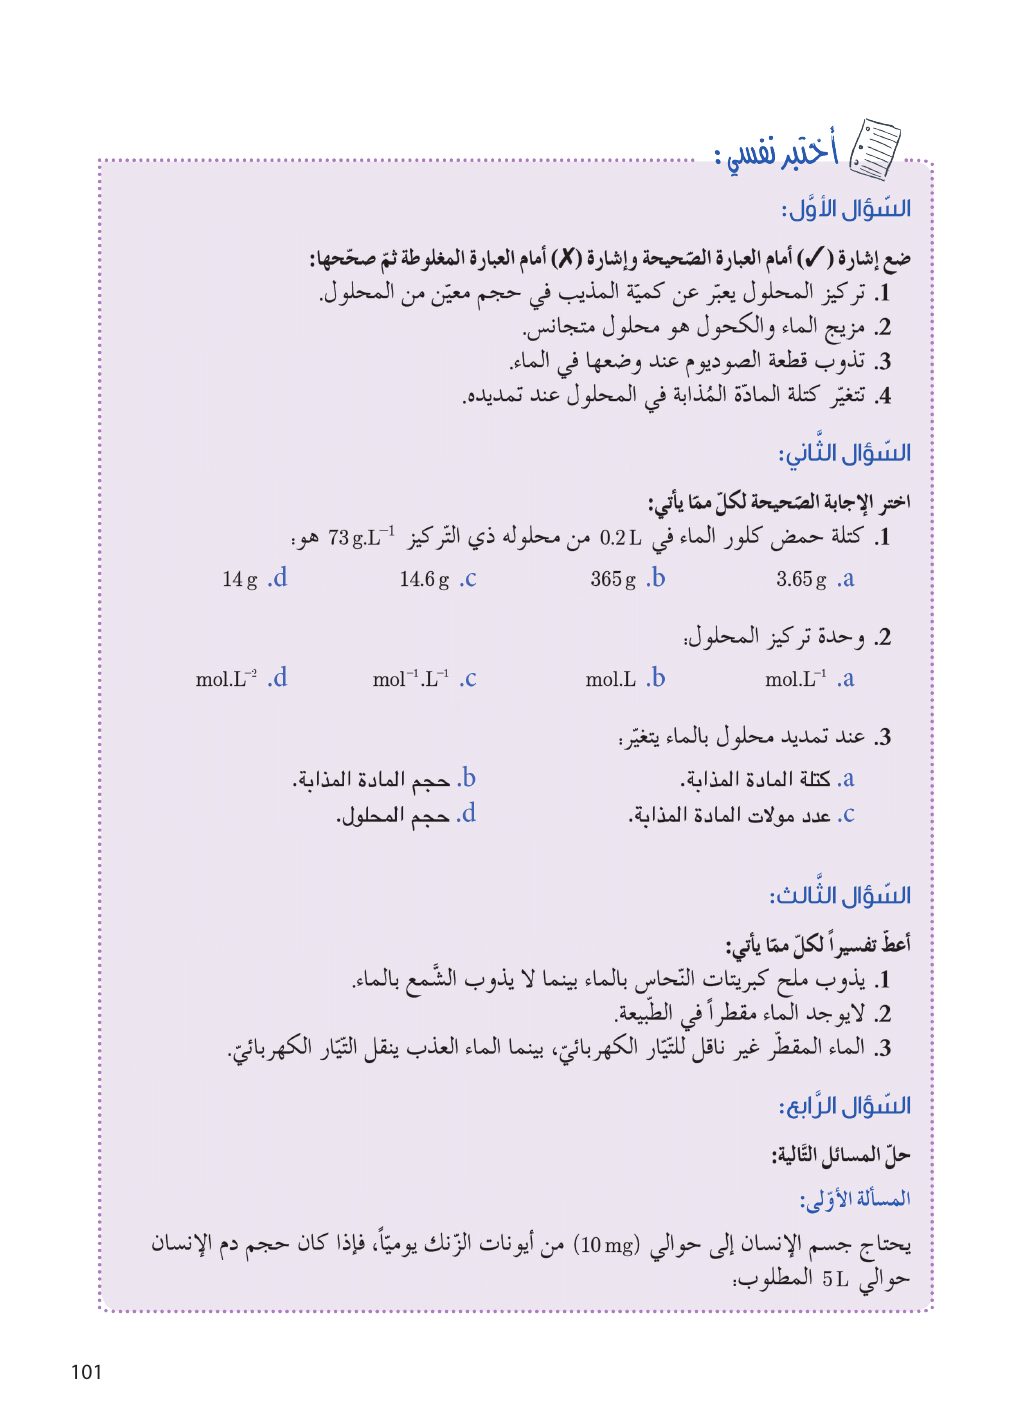 أختبر نفسي:
السّؤال الأوَّل:
ضع إشارة (✓) أمام العبارة الصّحيحة وإشارة (✗) أمام العبارة المغلوطة ثمّ صحّحها:
1. تركيز المحلول يعبّر عن كميّة المذيب في حجم معيّن من المحلول.
2. مزيج الماء والكحول هو محلول متجانس.
3. تذوب قطعة الصوديوم عند وضعها في الماء.
4. تتغيّر كتلة المادّة المُذابة في المحلول عند تمديده.
السّؤال الثَّاني:
اختر الإجابة الصّحيحة لكلّ ممّا يأتي:
1. كتلة حمض كلور الماء في 0.2 L من محلوله ذي التّركيز 73 g.L⁻¹ هو:
a. 3.65 g b. 365 g c. 14.6 g d. 14 g
2. وحدة تركيز المحلول:
a. mol.L⁻¹ b. mol.L c. mol⁻¹.L⁻¹ d. mol.L⁻²
3. عند تمديد محلول بالماء يتغيّر:
a. كتلة المادة المذابة. b. حجم المادة المذابة.
c. عدد مولات المادة المذابة. d. حجم المحلول.
السّؤال الثَّالث:
أعطّ تفسيراً لكلّ ممّا يأتي:
1. يذوب ملح كبريتات النّحاس بالماء بينما لا يذوب الشَّمع بالماء.
2. لايوجد الماء مقطراً في الطّبيعة.
3. الماء المقطّر غير ناقل للتّيّار الكهربائيّ، بينما الماء العذب ينقل التّيّار الكهربائيّ.
السّؤال الرَّابع:
حلّ المسائل التَّالية:
المسألة الأوّلى:
يحتاج جسم الإنسان إلى حوالي (10 mg) من أيونات الزّنك يوميّاً، فإذا كان حجم دم الإنسان
حوالي 5 L المطلوب:
101